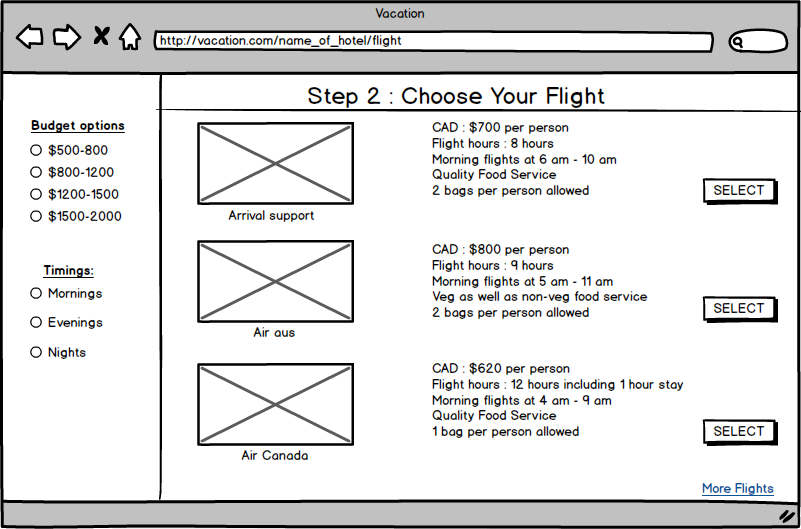 Vacation
http://vacation.com/name_of_hotel/flight
Step 2 : Choose Your Flight
Budget options
$500-800
$800-1200
$1200-1500
$1500-2000
Timings:
Mornings
Evenings
Nights
Arrival support
CAD : $700 per person
Flight hours : 8 hours
Morning flights at 6 am - 10 am
Quality Food Service
2 bags per person allowed
SELECT
Air aus
CAD : $800 per person
Flight hours : 9 hours
Morning flights at 5 am - 11 am
Veg as well as non-veg food service
2 bags per person allowed
SELECT
Air Canada
CAD : $620 per person
Flight hours : 12 hours including 1 hour stay
Morning flights at 4 am - 9 am
Quality Food Service
1 bag per person allowed
SELECT
More Flights